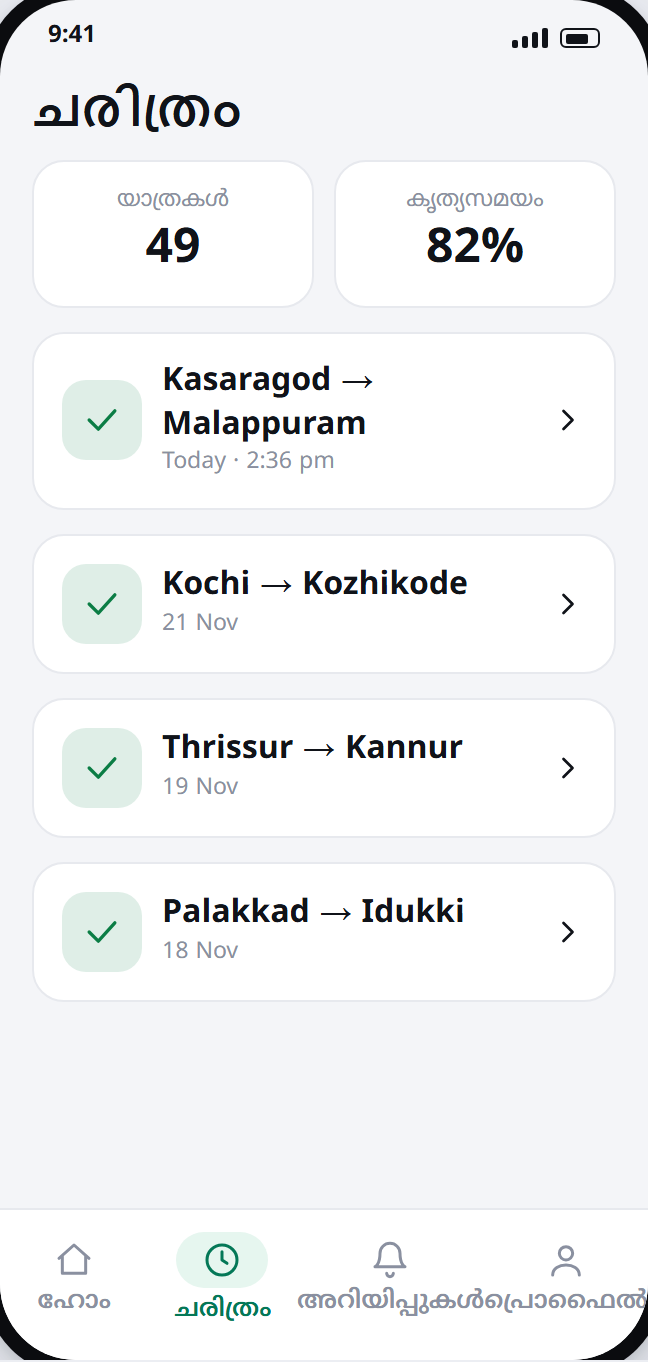 9:41
ചരിത്രം
യാത്രകൾ
49
കൃത്യസമയം
82%
Kasaragod →
Malappuram
Today · 2:36 pm
Kochi → Kozhikode
21 Nov
Thrissur → Kannur
19 Nov
Palakkad → Idukki
18 Nov
ഹോം
ചരിത്രം
അറിയിപ്പുകൾ
പ്രൊഫൈൽ